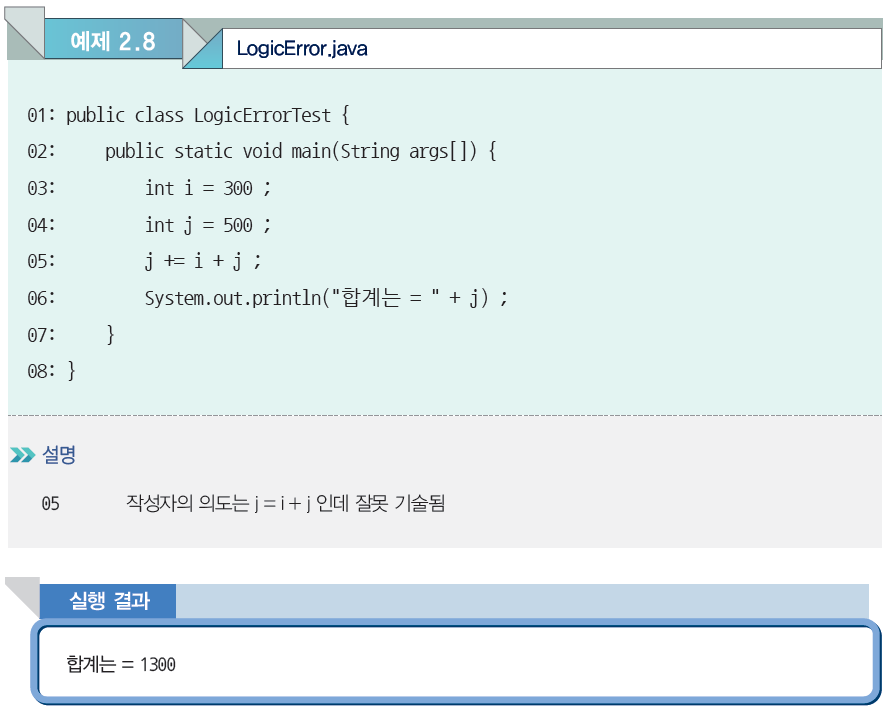 예제 2.8
LogicError.java
01: public class LogicErrorTest {
02:     public static void main(String args[]) {
03:         int i = 300 ;
04:         int j = 500 ;
05:         j += i + j ;
06:         System.out.println("합계는 = " + j) ;
07:     }
08: }
설명
05 작성자의 의도는 j = i + j 인데 잘못 기술됨
실행 결과
합계는 = 1300